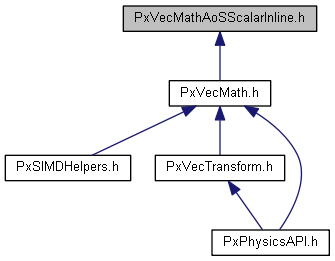 PxVecMathAoSScalarInline.h
PxVecMath.h
PxSIMDHelpers.h
PxVecTransform.h
PxPhysicsAPI.h